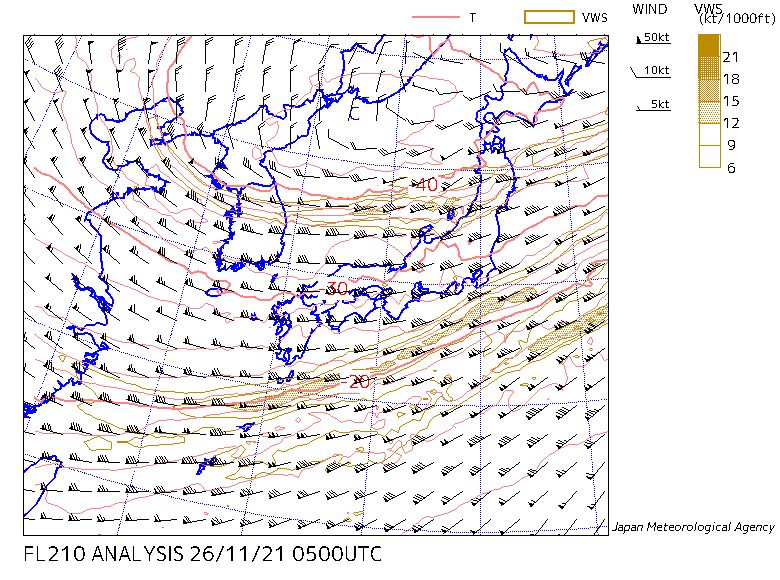 T VWS
WIND VWS
(kt/1000ft)
50kt
10kt
5kt
21
18
15
12
9
6
-40
30
-20
Japan Meteorological Agency
FL210 ANALYSIS 26/11/21 0500UTC